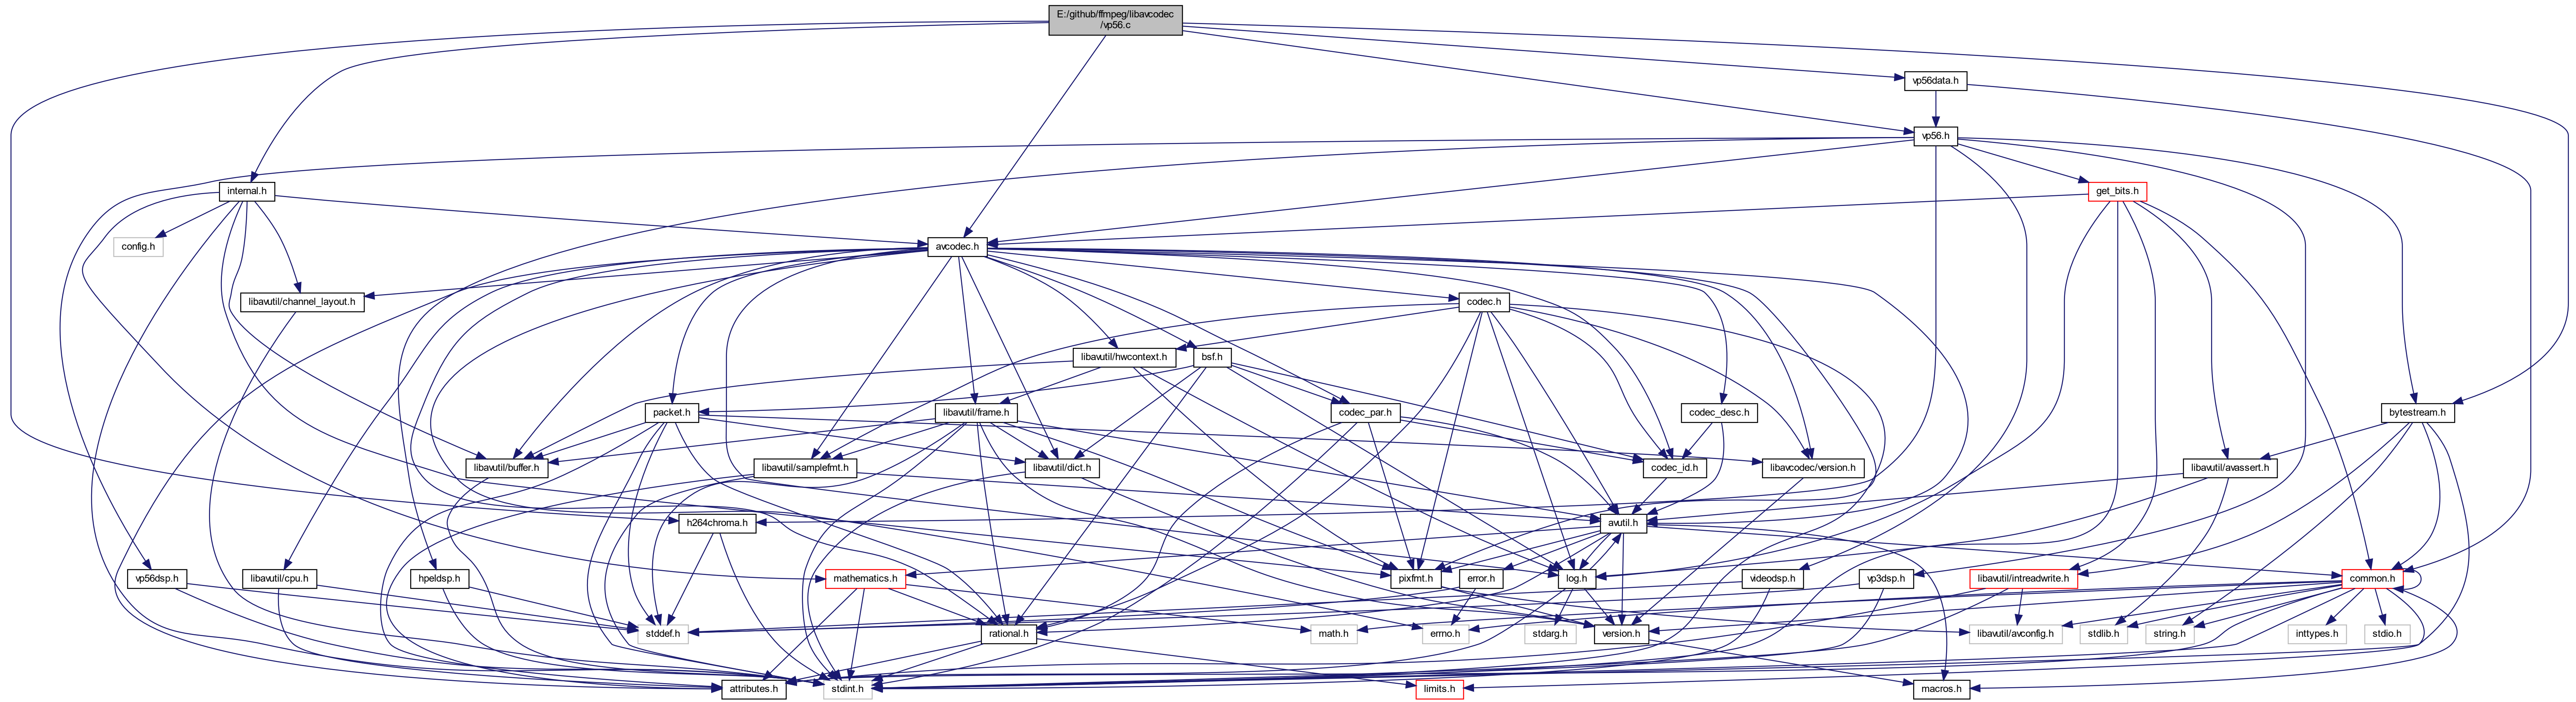 E:/github/ffmpeg/libavcodec
/vp56.c
vp56data.h
vp56.h
internal.h
get_bits.h
config.h
avcodec.h
libavutil/channel_layout.h
codec.h
libavutil/hwcontext.h
bsf.h
packet.h
libavutil/frame.h
codec_par.h
codec_desc.h
bytestream.h
libavutil/buffer.h
libavutil/samplefmt.h
libavutil/dict.h
codec_id.h
libavcodec/version.h
libavutil/avassert.h
h264chroma.h
avutil.h
vp56dsp.h
libavutil/cpu.h
hpeldsp.h
mathematics.h
pixfmt.h
error.h
log.h
videodsp.h
vp3dsp.h
libavutil/intreadwrite.h
common.h
stddef.h
rational.h
math.h
errno.h
stdarg.h
version.h
libavutil/avconfig.h
stdlib.h
string.h
inttypes.h
stdio.h
attributes.h
stdint.h
limits.h
macros.h